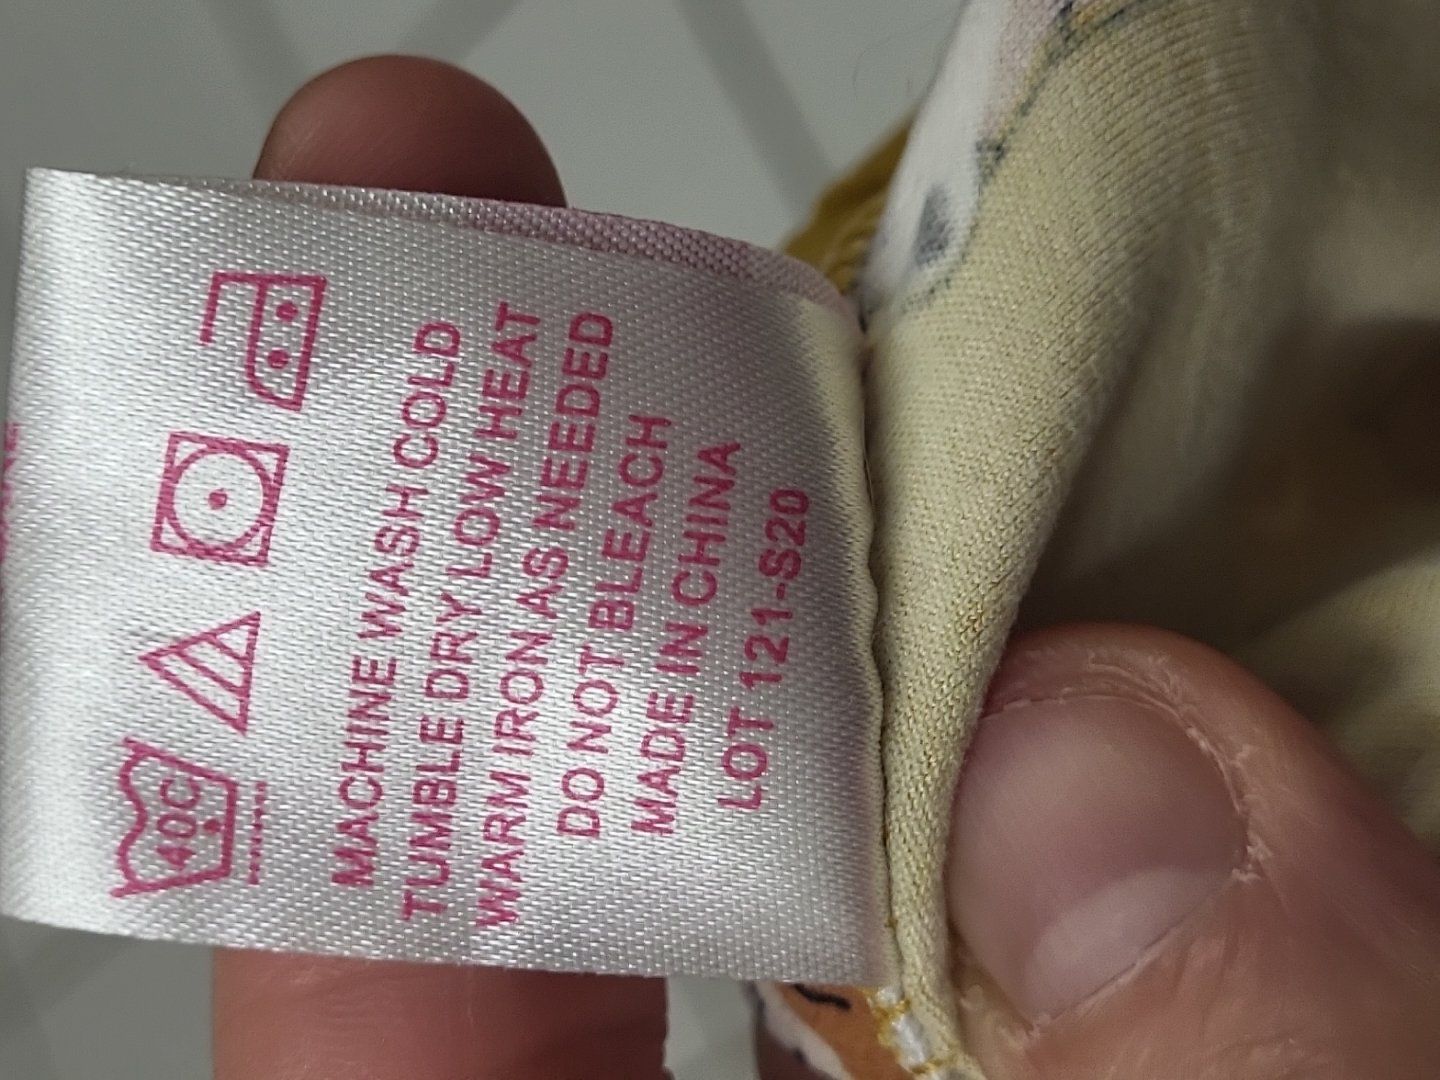 40C
MACHINE WASH COLD
TUMBLE DRY LOW HEAT
WARM IRON AS NEEDED
DO NOT BLEACH
MADE IN CHINA
LOT 121-S20